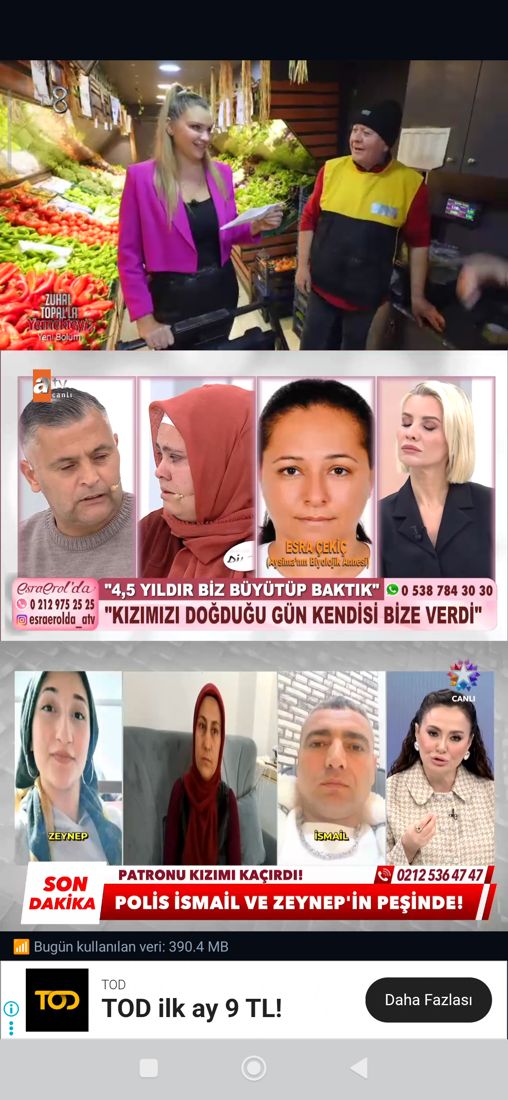 8
ZUHAL
TOPAL'LA
Yemekteyiz
Yeni Bölüm
atv
canlı
ESRA ÇEKİÇ
(Aysima'nın Biyolojik Annesi)
esraerol'da
0 212 975 25 25
esraerolda_atv
"4,5 YILDIR BİZ BÜYÜTÜP BAKTIK"
0 538 784 30 30
"KIZIMIZI DOĞDUĞU GÜN KENDİSİ BİZE VERDİ"
CANLI
ZEYNEP
İSMAİL
SON
DAKİKA
PATRONU KIZIMI KAÇIRDI!
0212 536 47 47
POLİS İSMAİL VE ZEYNEP'İN PEŞİNDE!
Bugün kullanılan veri: 390.4 MB
TOD
TOD
TOD ilk ay 9 TL!
Daha Fazlası